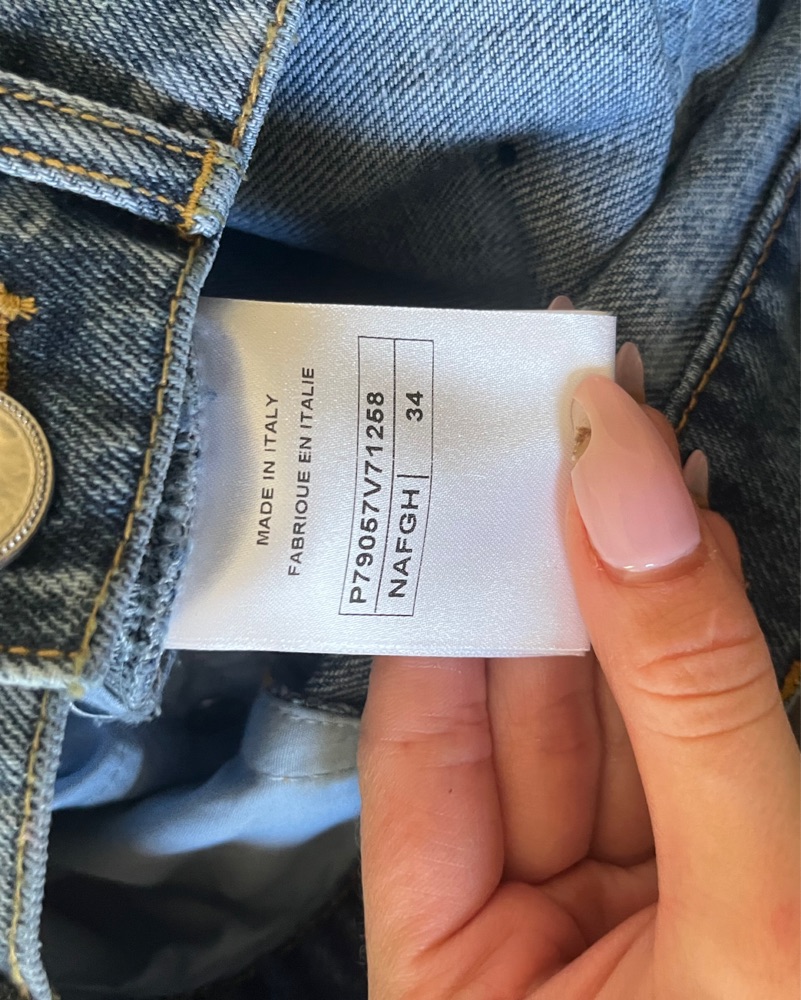 MADE IN ITALY
FABRIQUE EN ITALIE
P79057V71258
NAFGH 34